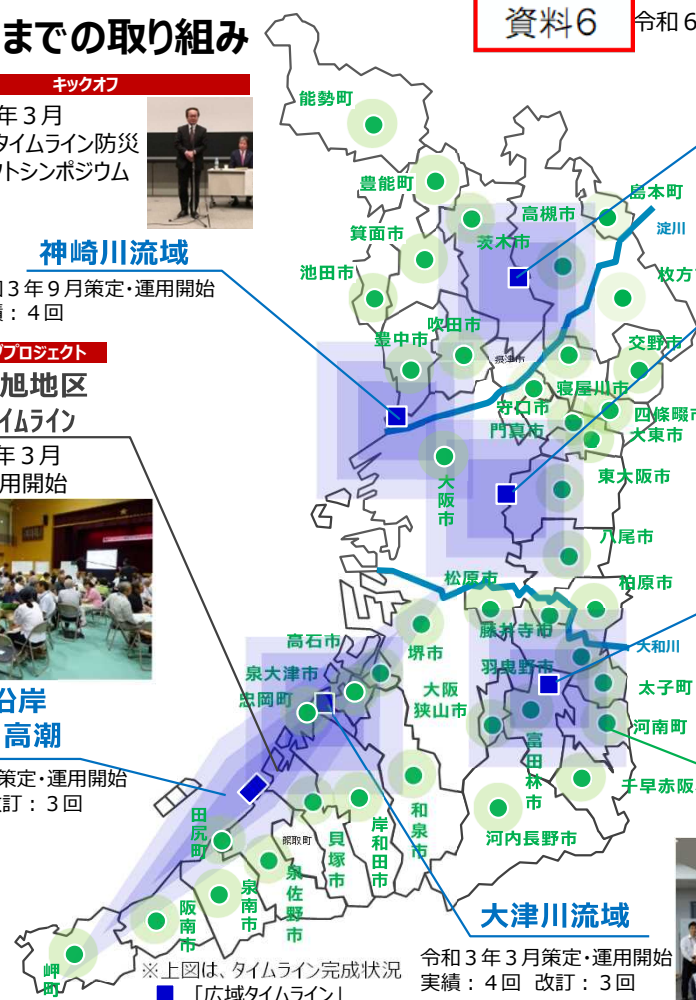 までの取り組み
資料6
令和6
キックオフ
年３月
タイムライン防災
クトシンポジウム
神崎川流域
和３年９月策定・運用開始
績：４回
グプロジェクト
旭地区
イムライン
年３月
用開始
沿岸
高潮
策定・運用開始
改訂：３回
能勢町
豊能町
島本町
高槻市
茨木市
淀川
箕面市
枚方
池田市
吹田市
豊中市
摂津市
交野市
寝屋川市
守口市
四條畷市
門真市
大東市
大阪市
東大阪市
八尾市
松原市
柏原市
藤井寺市
堺市
高石市
大和川
羽曳野市
泉大津市
大阪狭山市
太子町
忠岡町
河南町
富田林市
千早赤阪
和泉市
田尻町
岸和田市
貝塚市
熊取町
河内長野市
泉佐野市
泉南市
阪南市
岬町
大津川流域
令和３年３月策定・運用開始
実績：４回 改訂：３回
※上図は、タイムライン完成状況
■ 「広域タイムライン」